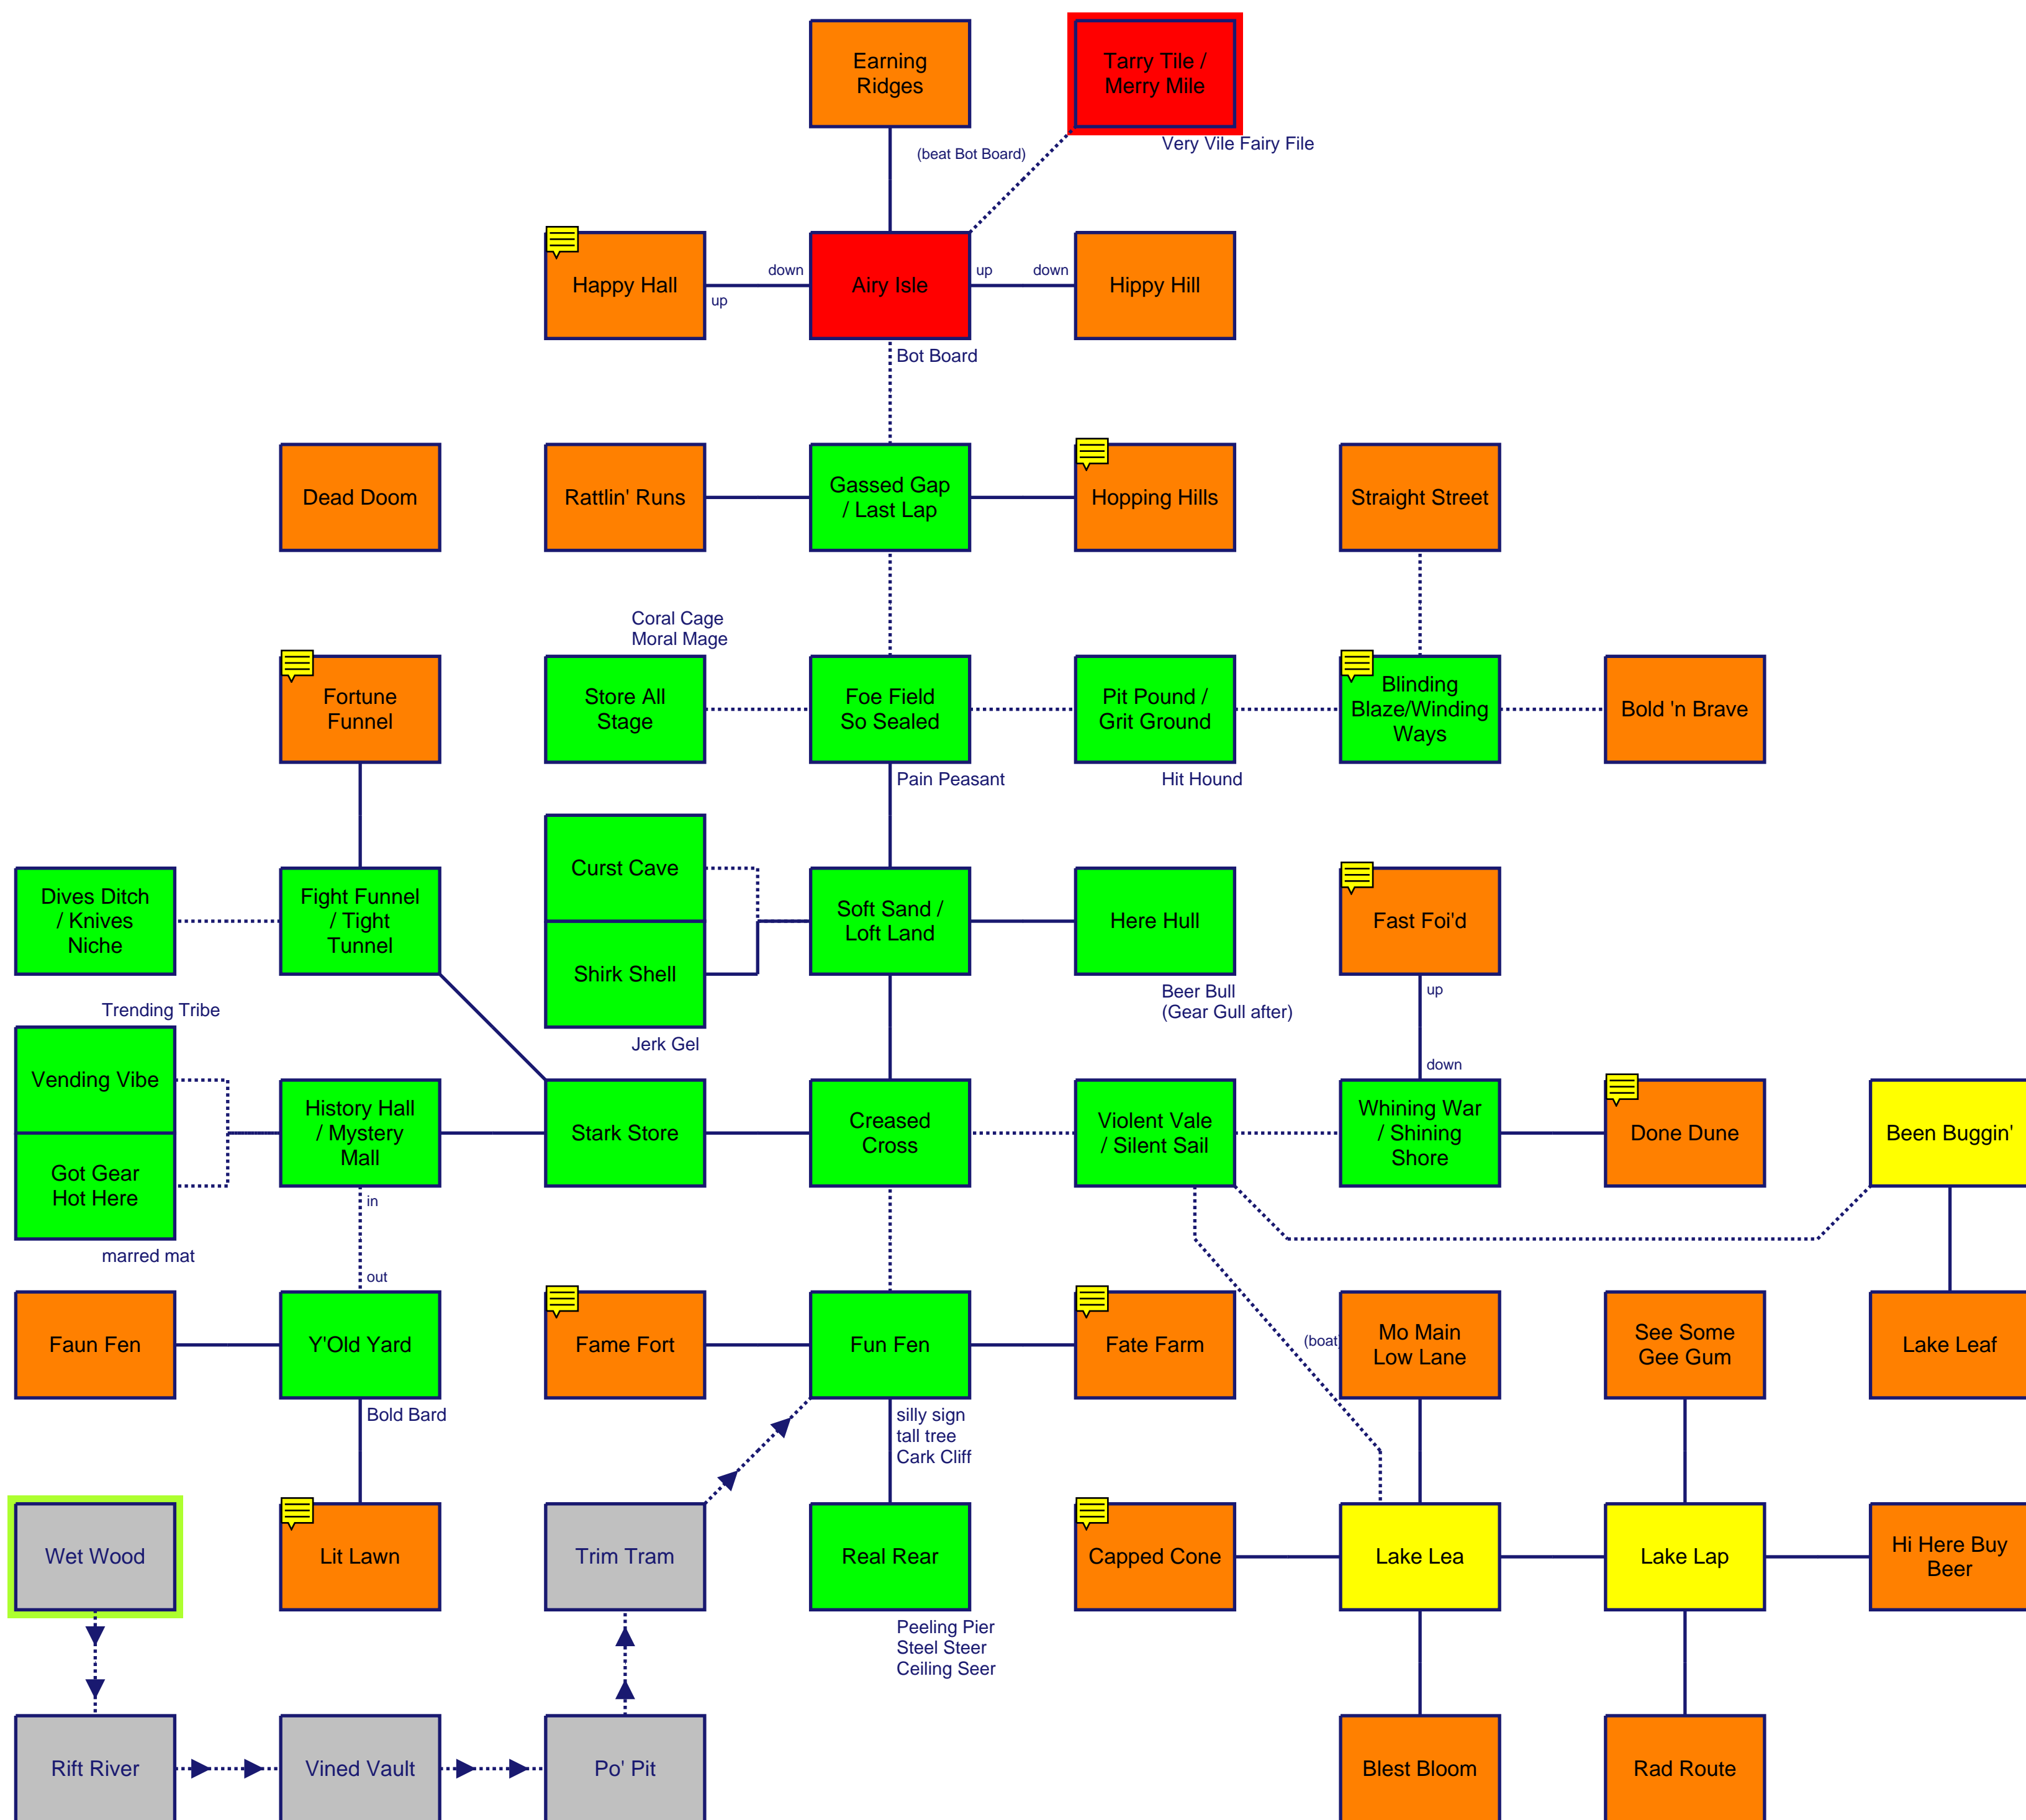 Earning
Ridges
Tarry Tile /
Merry Mile
(beat Bot Board)
Very Vile Fairy File
Happy Hall
up
down
Airy Isle
up
down
Hippy Hill
Bot Board
Dead Doom
Rattlin' Runs
Gassed Gap
/ Last Lap
Hopping Hills
Straight Street
Coral Cage
Moral Mage
Fortune
Funnel
Store All
Stage
Foe Field
So Sealed
Pit Pound /
Grit Ground
Blinding
Blaze/Winding
Ways
Bold 'n Brave
Pain Peasant
Hit Hound
Dives Ditch
/ Knives
Niche
Fight Funnel
/ Tight
Tunnel
Curst Cave
Shirk Shell
Soft Sand /
Loft Land
Here Hull
Fast Foi'd
Trending Tribe
Jerk Gel
Beer Bull
(Gear Gull after)
up
down
Vending Vibe
Got Gear
Hot Here
History Hall
/ Mystery
Mall
Stark Store
Creased
Cross
Violent Vale
/ Silent Sail
Whining War
/ Shining
Shore
Done Dune
Been Buggin'
marred mat
in
out
Faun Fen
Y'Old Yard
Fame Fort
Fun Fen
Fate Farm
(boat)
Mo Main
Low Lane
See Some
Gee Gum
Lake Leaf
Bold Bard
silly sign
tall tree
Cark Cliff
Wet Wood
Lit Lawn
Trim Tram
Real Rear
Capped Cone
Lake Lea
Lake Lap
Hi Here Buy
Beer
Peeling Pier
Steel Steer
Ceiling Seer
Rift River
Vined Vault
Po' Pit
Blest Bloom
Rad Route